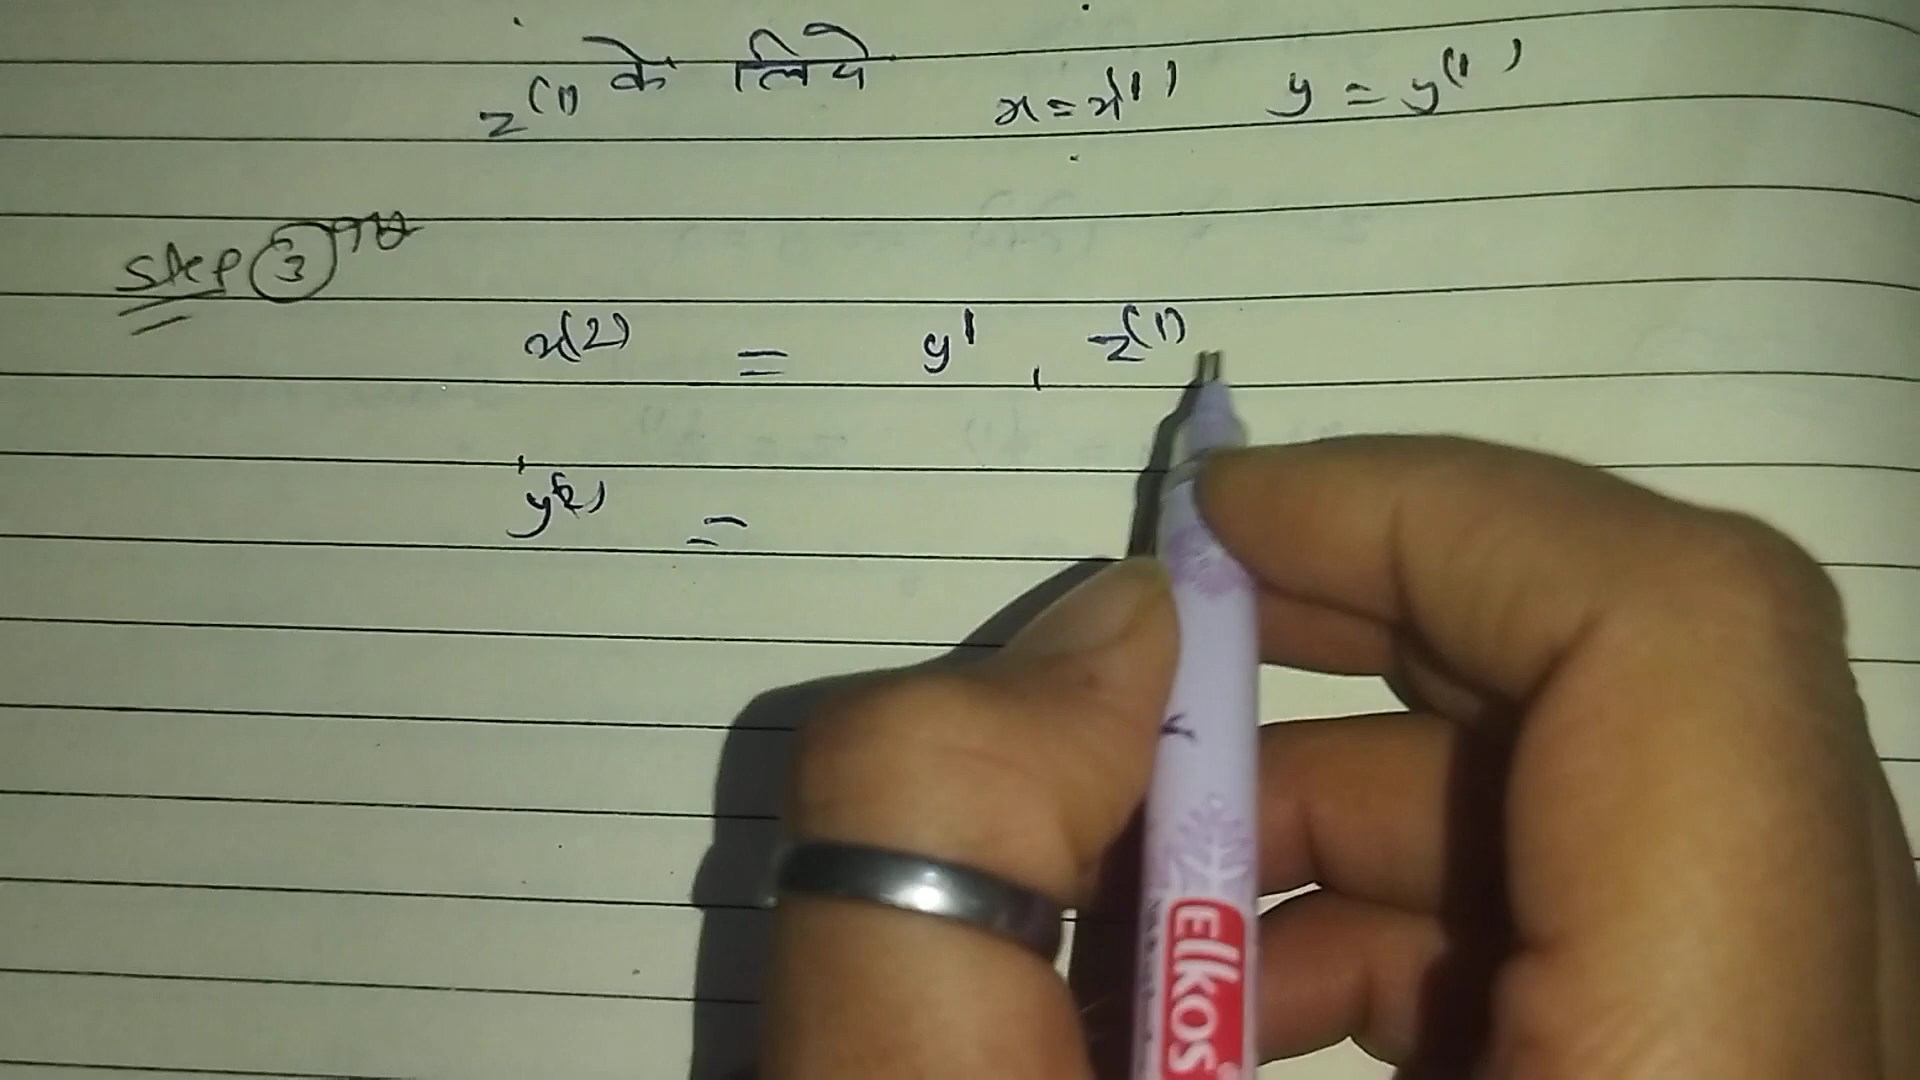 z⁽¹⁾ के लिये x = x⁽¹⁾ y = y⁽¹⁾
Step ③
x⁽²⁾ = y¹, z⁽¹⁾
y⁽²⁾ =
Elkos